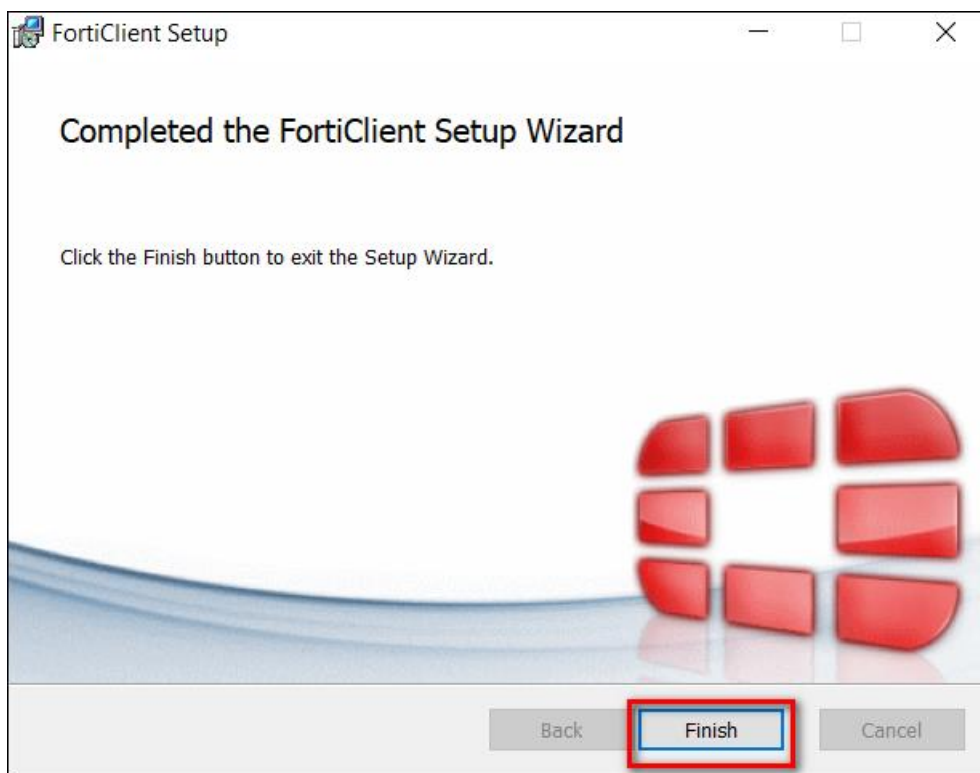 FortiClient Setup
Completed the FortiClient Setup Wizard
Click the Finish button to exit the Setup Wizard.
Back
Finish
Cancel